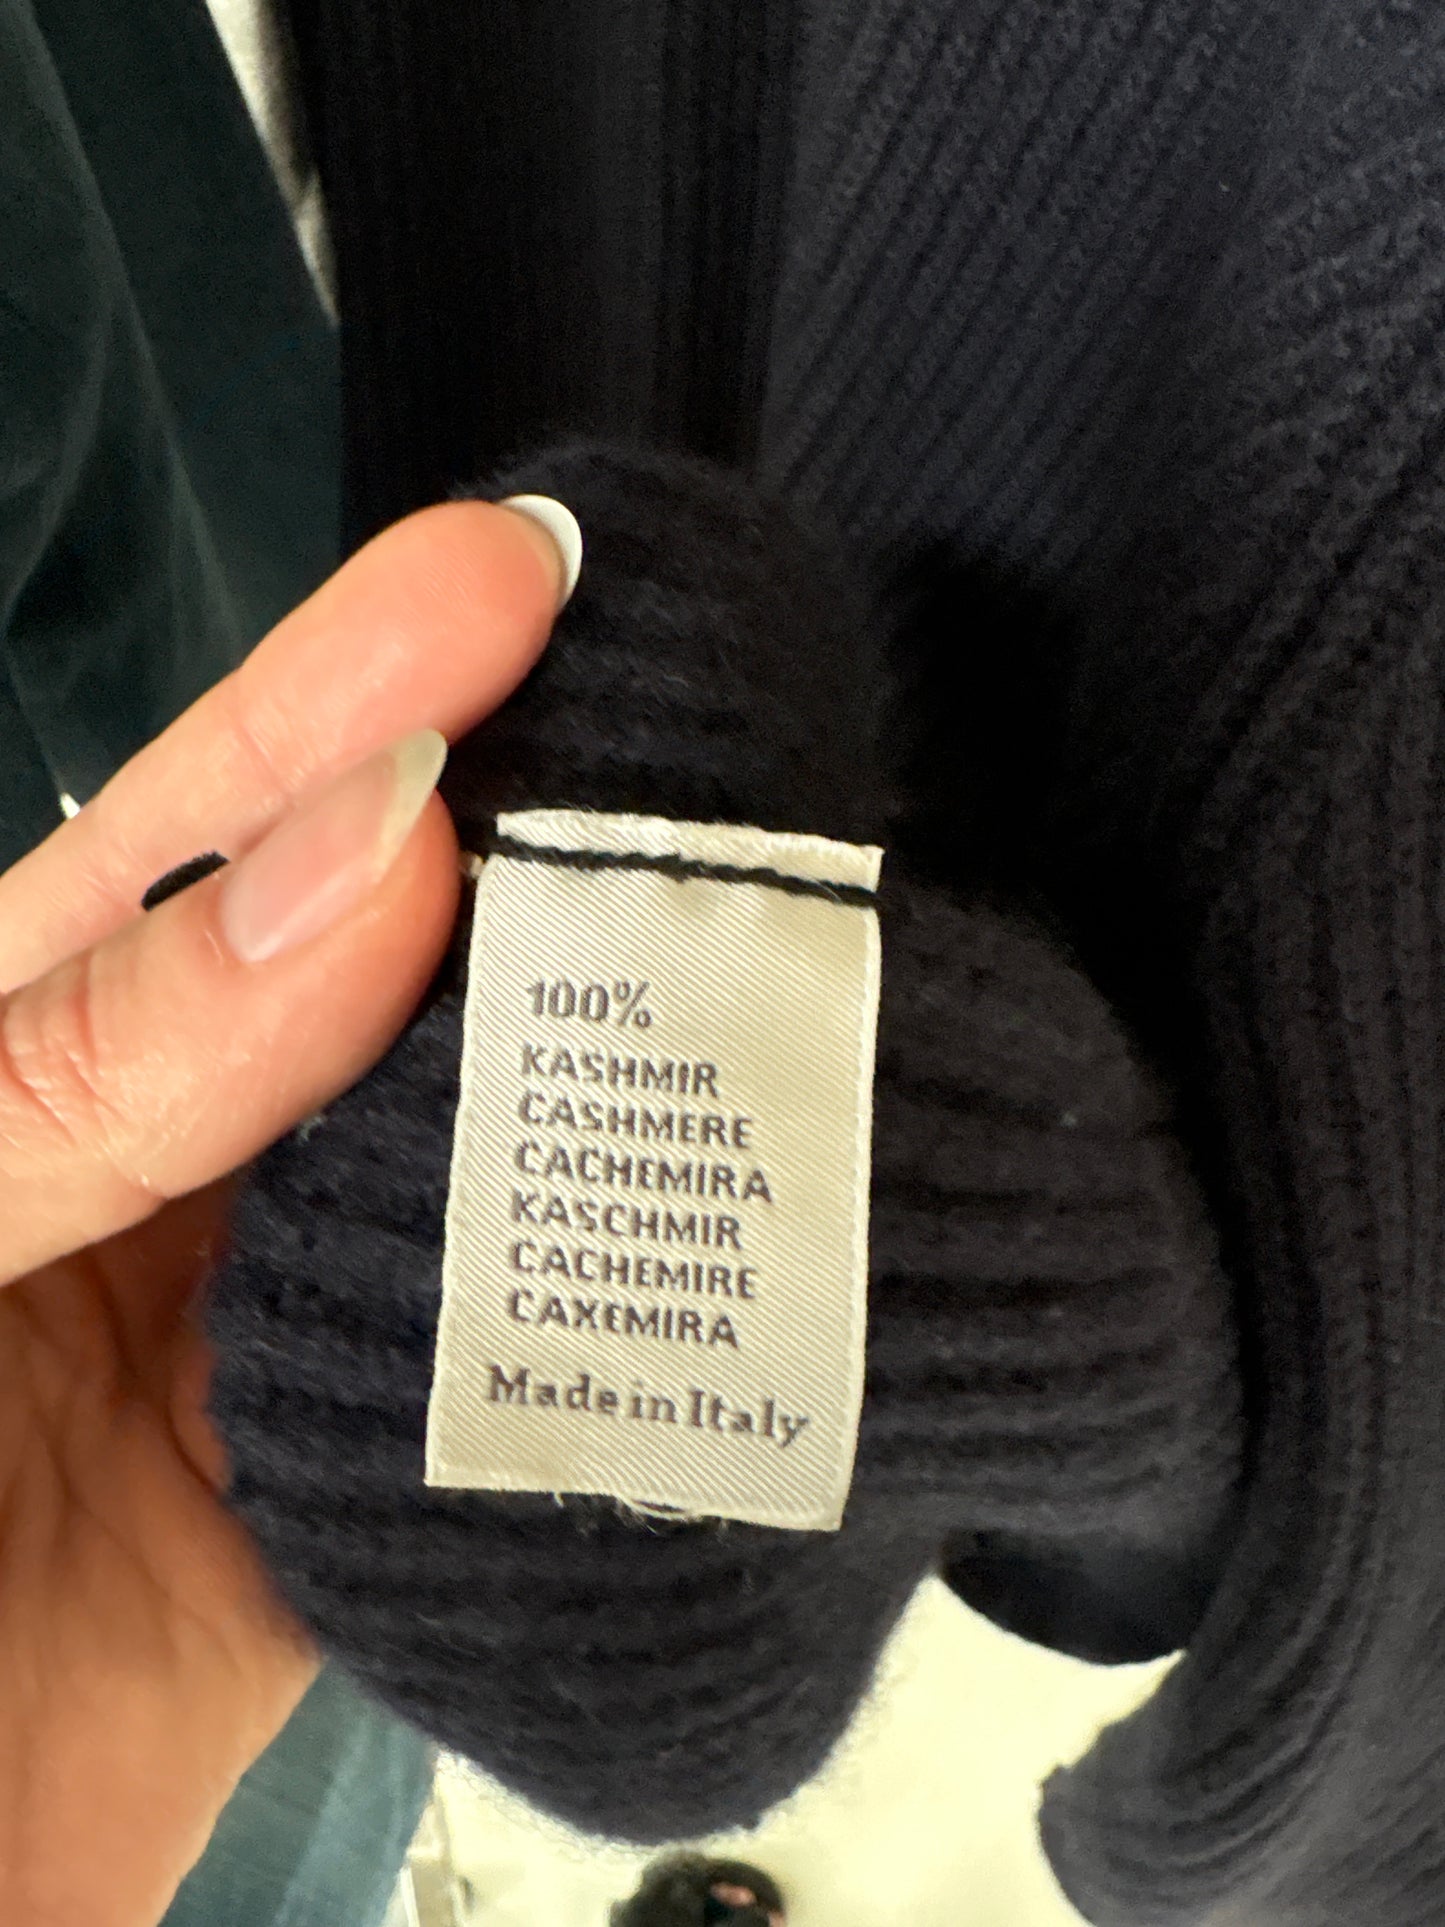 100%
KASHMIR
CASHMERE
CACHEMIRA
KASCHMIR
CACHEMIRE
CAXEMIRA
Made in Italy